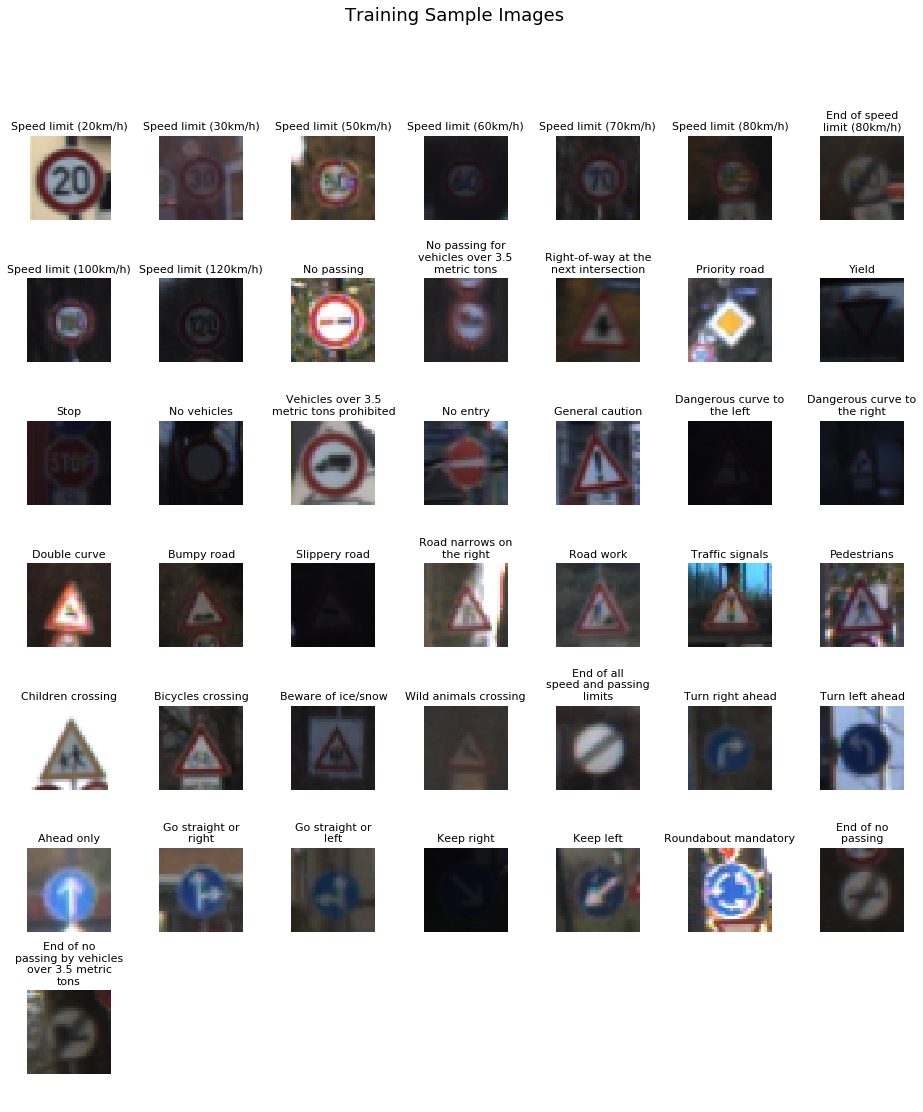 Training Sample Images
Speed limit (20km/h)
Speed limit (30km/h)
Speed limit (50km/h)
Speed limit (60km/h)
Speed limit (70km/h)
Speed limit (80km/h)
End of speed
limit (80km/h)
20
30
50
60
70
80
Speed limit (100km/h)
Speed limit (120km/h)
No passing
No passing for
vehicles over 3.5
metric tons
Right-of-way at the
next intersection
Priority road
Yield
100
120
Stop
No vehicles
Vehicles over 3.5
metric tons prohibited
No entry
General caution
Dangerous curve to
the left
Dangerous curve to
the right
STOP
Double curve
Bumpy road
Slippery road
Road narrows on
the right
Road work
Traffic signals
Pedestrians
Children crossing
Bicycles crossing
Beware of ice/snow
Wild animals crossing
End of all
speed and passing
limits
Turn right ahead
Turn left ahead
Ahead only
Go straight or
right
Go straight or
left
Keep right
Keep left
Roundabout mandatory
End of no
passing
End of no
passing by vehicles
over 3.5 metric
tons